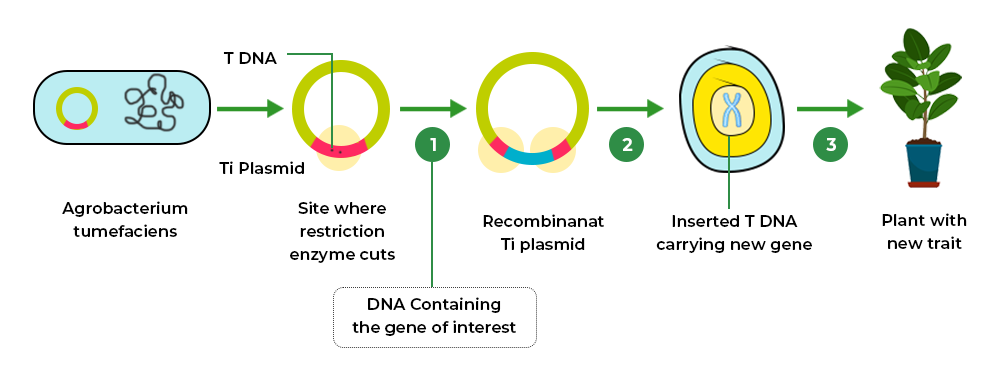 T DNA
Ti Plasmid
Agrobacterium
tumefaciens
Site where
restriction
enzyme cuts
1
DNA Containing
the gene of interest
Recombinanat
Ti plasmid
2
Inserted T DNA
carrying new gene
3
Plant with
new trait